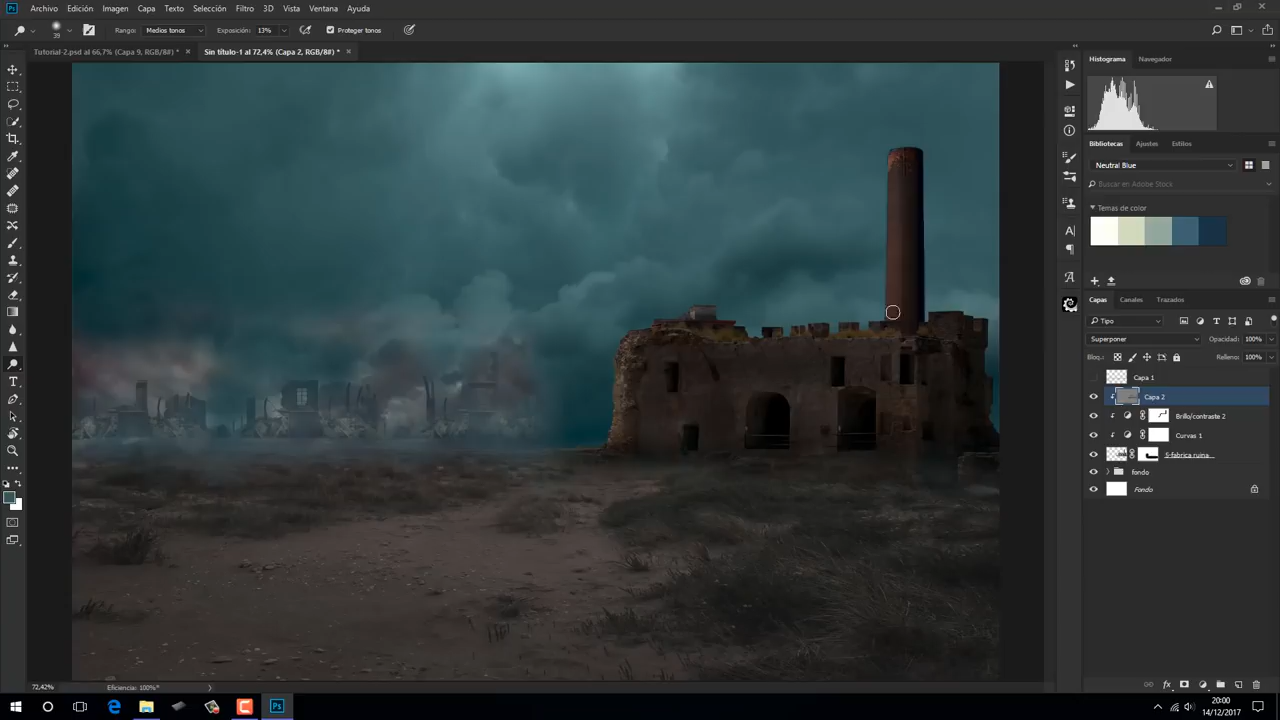 Archivo Edición Imagen Capa Texto Selección Filtro 3D Vista Ventana Ayuda
39 Rango: Medios tonos Exposición: 13% Proteger tonos
Tutorial-2.psd al 66,7% (Capa 9, RGB/8#) * × Sin título-1 al 72,4% (Capa 2, RGB/8#) * ×
Histograma Navegador
Bibliotecas Ajustes Estilos
Neutral Blue
Buscar en Adobe Stock
Temas de color
Capas Canales Trazados
Tipo
Superponer Opacidad: 100%
Bloq.: Relleno: 100%
Capa 1
Capa 2
Brillo/contraste 2
Curvas 1
S-fabrica ruina
fondo
Fondo
72,42% Eficiencia: 100%*
20:00
14/12/2017